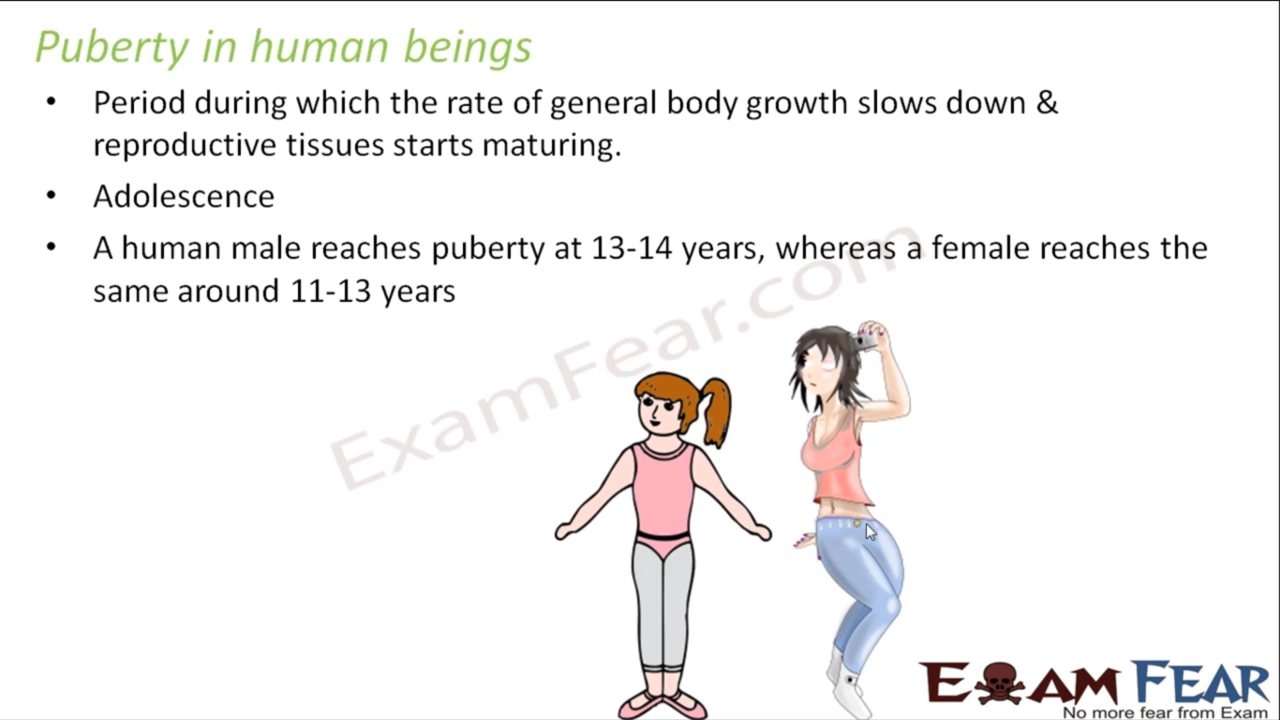 Puberty in human beings
• Period during which the rate of general body growth slows down &
reproductive tissues starts maturing.
• Adolescence
• A human male reaches puberty at 13-14 years, whereas a female reaches the
same around 11-13 years
ExamFear.com
EXAM FEAR
No more fear from Exam